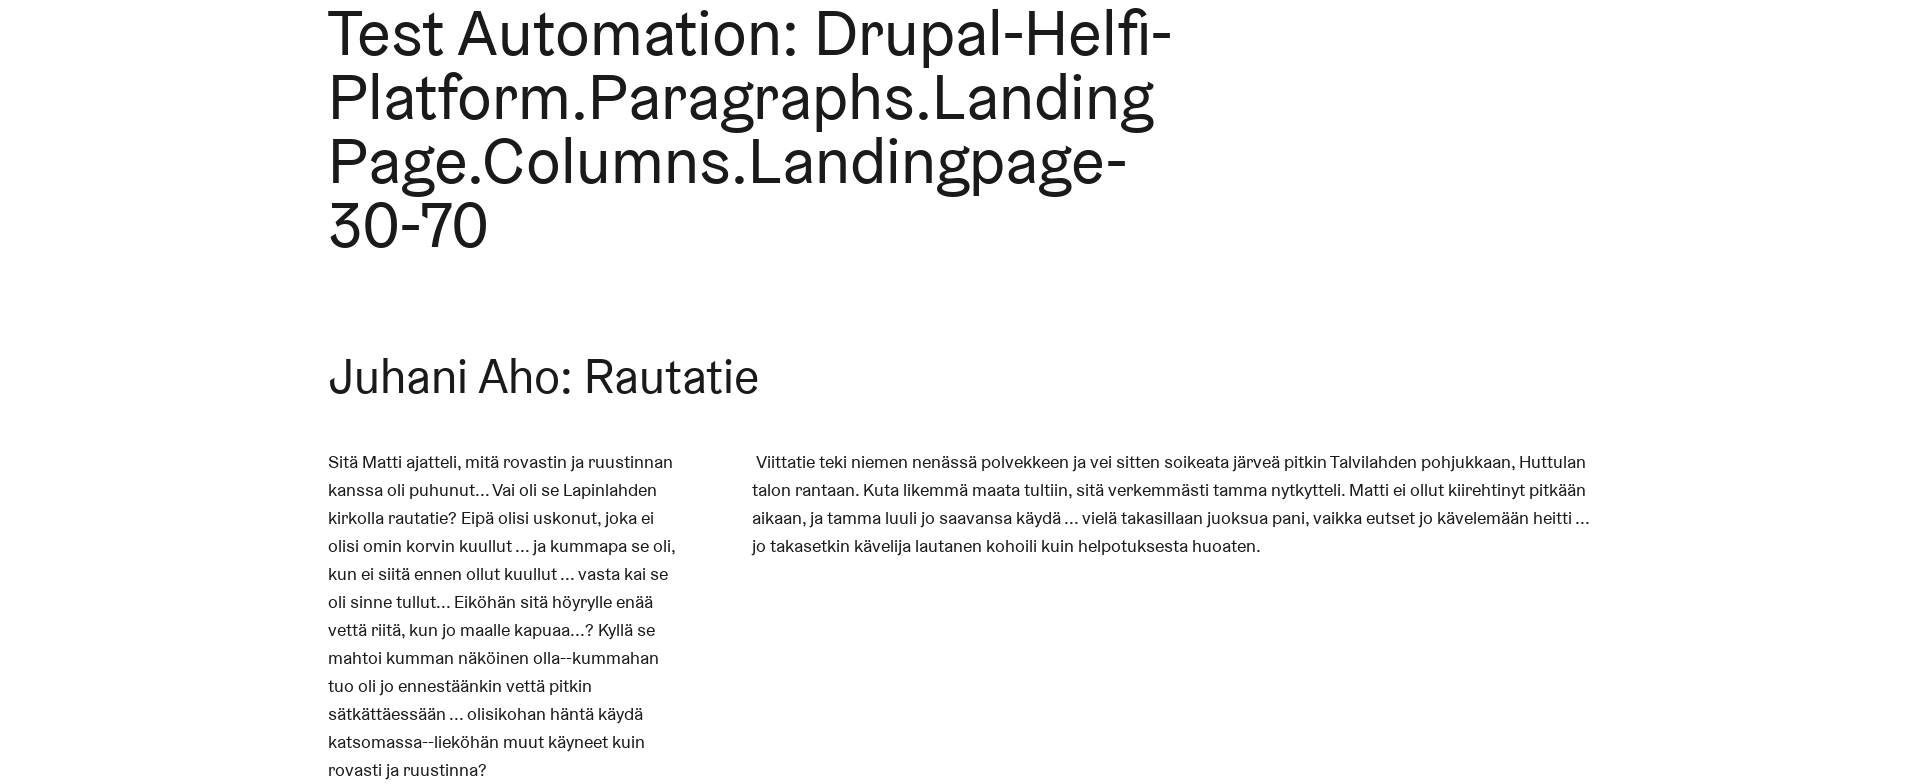 Test Automation: Drupal-Helfi-
Platform.Paragraphs.Landing
Page.Columns.Landingpage-
30-70
Juhani Aho: Rautatie
Sitä Matti ajatteli, mitä rovastin ja ruustinnan
kanssa oli puhunut... Vai oli se Lapinlahden
kirkolla rautatie? Eipä olisi uskonut, joka ei
olisi omin korvin kuullut ... ja kummapa se oli,
kun ei siitä ennen ollut kuullut ... vasta kai se
oli sinne tullut... Eiköhän sitä höyrylle enää
vettä riitä, kun jo maalle kapuaa...? Kyllä se
mahtoi kumman näköinen olla--kummahan
tuo oli jo ennestäänkin vettä pitkin
sätkättäessään ... olisikohan häntä käydä
katsomassa--lieköhän muut käyneet kuin
rovasti ja ruustinna?
Viittatie teki niemen nenässä polvekkeen ja vei sitten soikeata järveä pitkin Talvilahden pohjukkaan, Huttulan
talon rantaan. Kuta likemmä maata tultiin, sitä verkemmästi tamma nytkytteli. Matti ei ollut kiirehtinyt pitkään
aikaan, ja tamma luuli jo saavansa käydä ... vielä takasillaan juoksua pani, vaikka eutset jo kävelemään heitti ...
jo takasetkin kävelija lautanen kohoili kuin helpotuksesta huoaten.